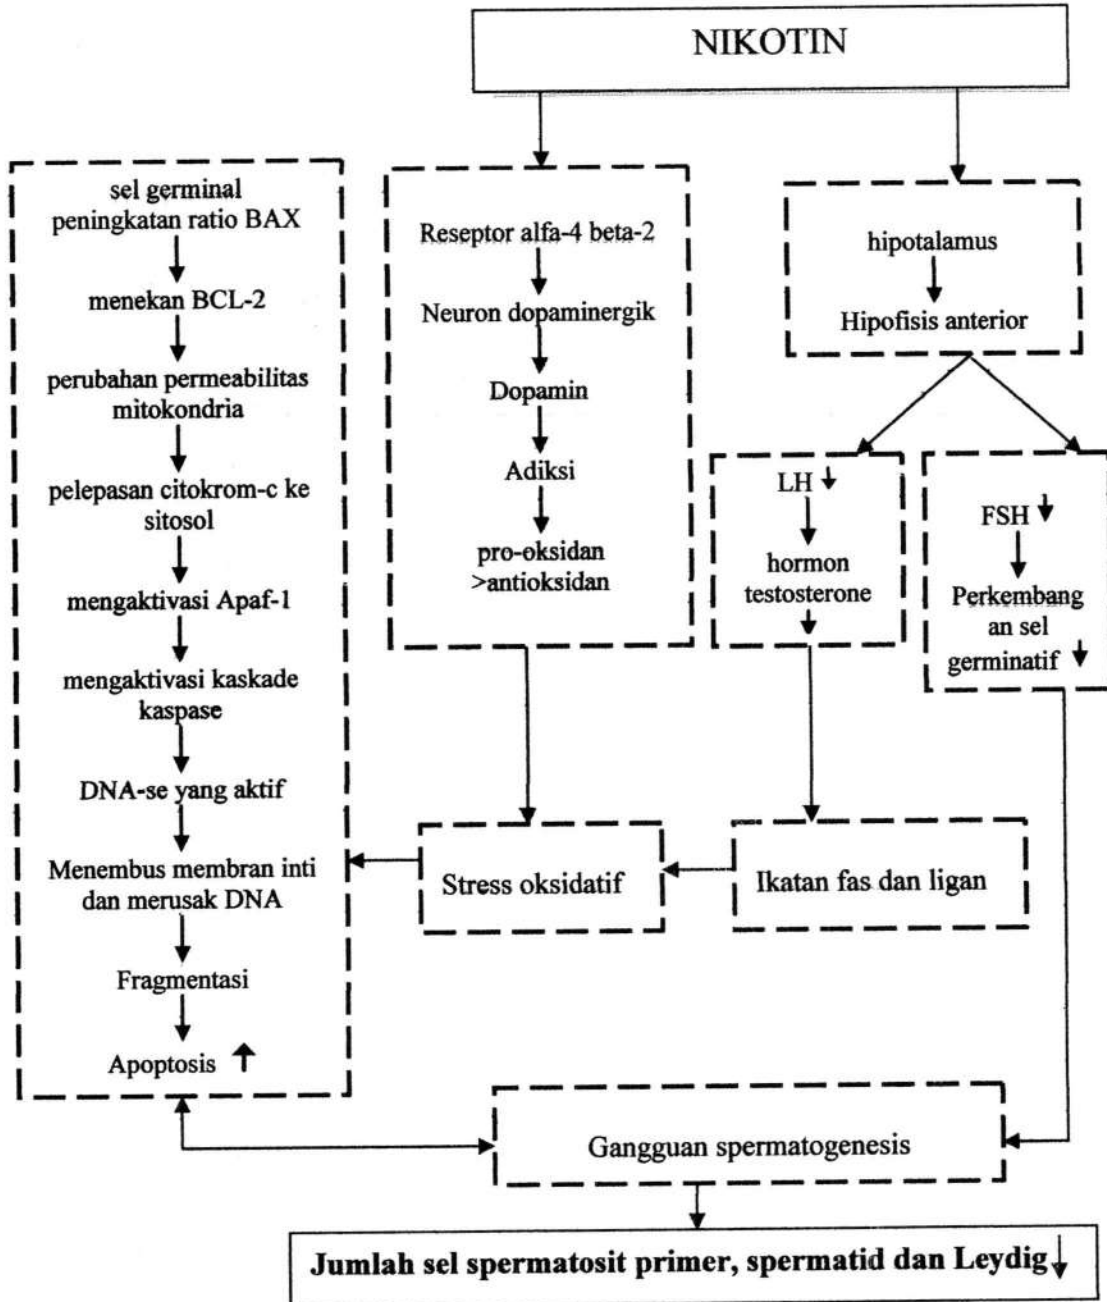 NIKOTIN
sel germinal
peningkatan ratio BAX
menekan BCL-2
perubahan permeabilitas
mitokondria
pelepasan citokrom-c ke
sitosol
mengaktivasi Apaf-1
mengaktivasi kaskade
kaspase
DNA-se yang aktif
Menembus membran inti
dan merusak DNA
Fragmentasi
Apoptosis ↑
Reseptor alfa-4 beta-2
Neuron dopaminergik
Dopamin
Adiksi
pro-oksidan
>antioksidan
hipotalamus
Hipofisis anterior
LH ↓
hormon
testosterone
FSH ↓
Perkembang
an sel
germinatif ↓
Stress oksidatif
Ikatan fas dan ligan
Gangguan spermatogenesis
Jumlah sel spermatosit primer, spermatid dan Leydig ↓